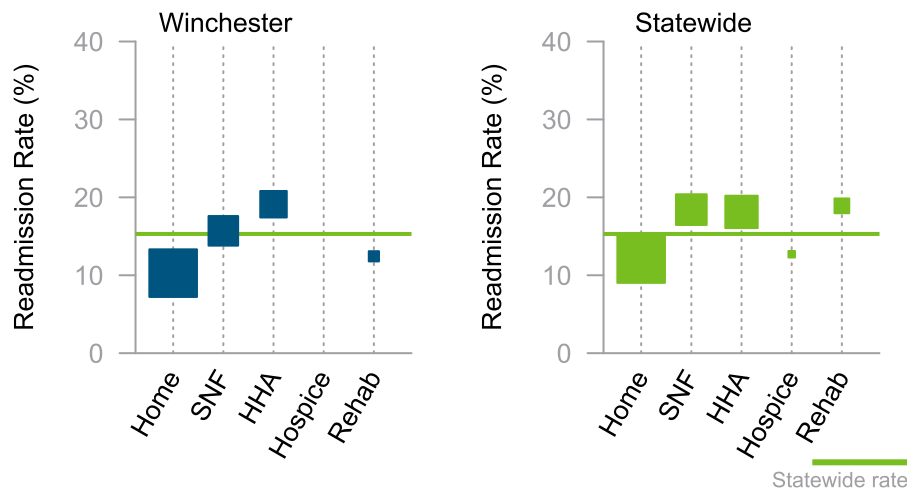 Winchester
Readmission Rate (%)
40
30
20
10
0
Home
SNF
HHA
Hospice
Rehab
Statewide
Readmission Rate (%)
40
30
20
10
0
Home
SNF
HHA
Hospice
Rehab
Statewide rate